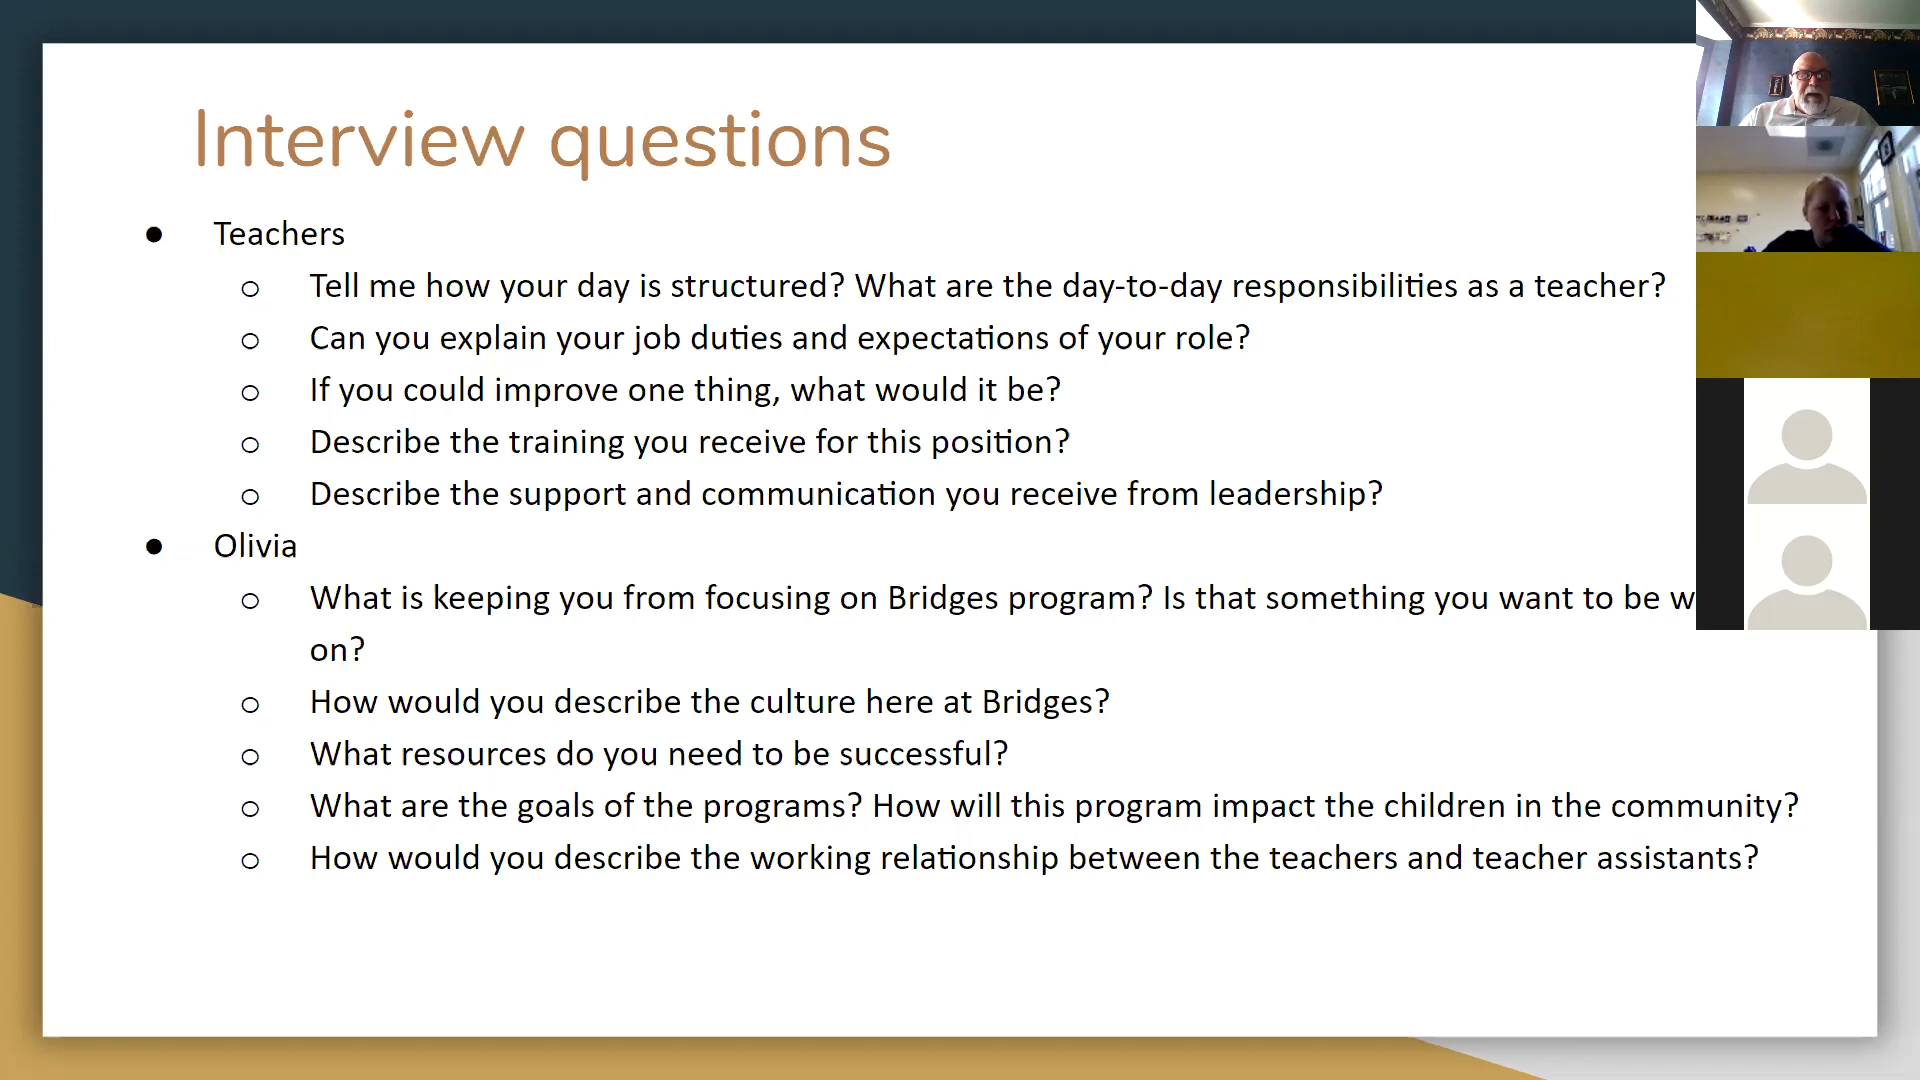 Interview questions
● Teachers
○ Tell me how your day is structured? What are the day-to-day responsibilities as a teacher?
○ Can you explain your job duties and expectations of your role?
○ If you could improve one thing, what would it be?
○ Describe the training you receive for this position?
○ Describe the support and communication you receive from leadership?
● Olivia
○ What is keeping you from focusing on Bridges program? Is that something you want to be
on?
○ How would you describe the culture here at Bridges?
○ What resources do you need to be successful?
○ What are the goals of the programs? How will this program impact the children in the community?
○ How would you describe the working relationship between the teachers and teacher assistants?